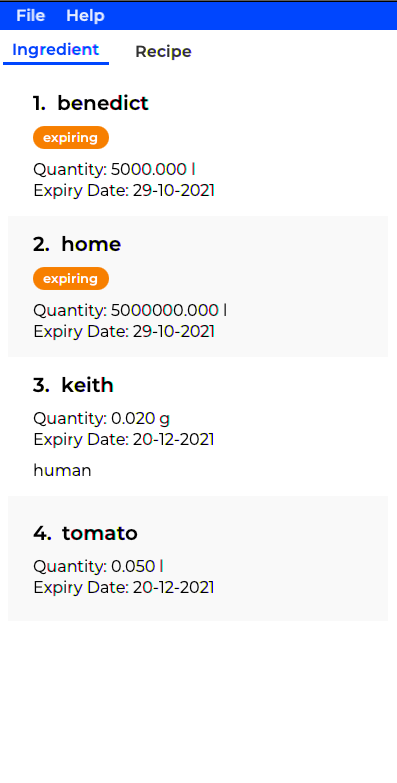 File Help
Ingredient Recipe
1. benedict
expiring
Quantity: 5000.000 l
Expiry Date: 29-10-2021
2. home
expiring
Quantity: 5000000.000 l
Expiry Date: 29-10-2021
3. keith
Quantity: 0.020 g
Expiry Date: 20-12-2021
human
4. tomato
Quantity: 0.050 l
Expiry Date: 20-12-2021